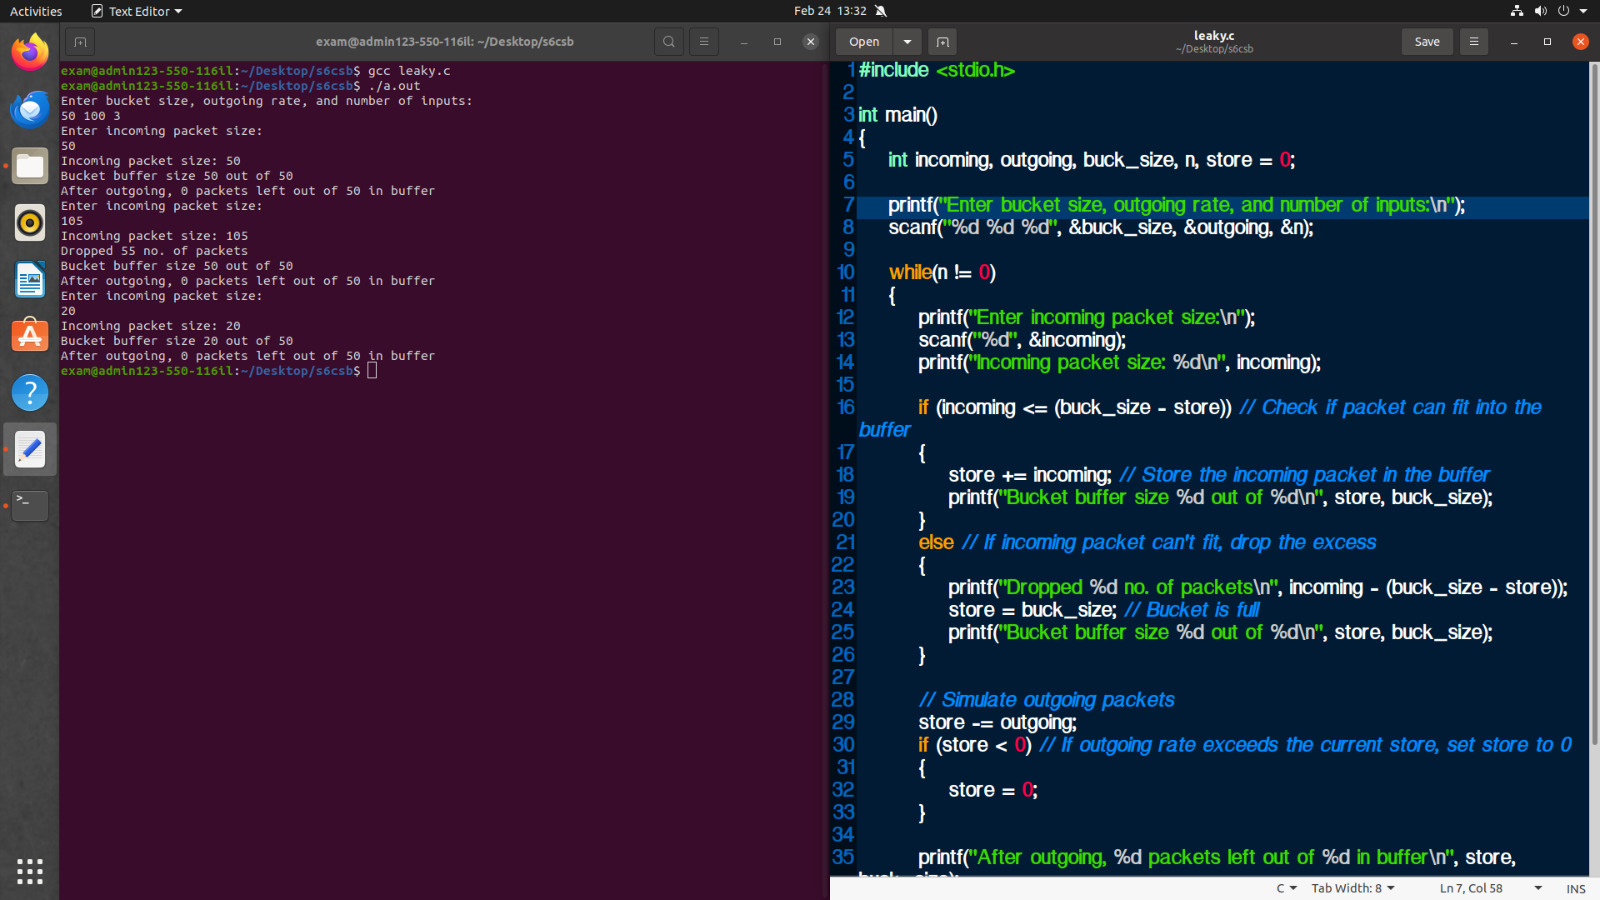 Activities
Text Editor
Feb 24 13:32
exam@admin123-550-116il: ~/Desktop/s6csb
exam@admin123-550-116il:~/Desktop/s6csb$ gcc leaky.c
exam@admin123-550-116il:~/Desktop/s6csb$ ./a.out
Enter bucket size, outgoing rate, and number of inputs:
50 100 3
Enter incoming packet size:
50
Incoming packet size: 50
Bucket buffer size 50 out of 50
After outgoing, 0 packets left out of 50 in buffer
Enter incoming packet size:
105
Incoming packet size: 105
Dropped 55 no. of packets
Bucket buffer size 50 out of 50
After outgoing, 0 packets left out of 50 in buffer
Enter incoming packet size:
20
Incoming packet size: 20
Bucket buffer size 20 out of 50
After outgoing, 0 packets left out of 50 in buffer
exam@admin123-550-116il:~/Desktop/s6csb$
Open
leaky.c
~/Desktop/s6csb
Save
1 #include <stdio.h>
2
3 int main()
4 {
5 int incoming, outgoing, buck_size, n, store = 0;
6
7 printf("Enter bucket size, outgoing rate, and number of inputs:\n");
8 scanf("%d %d %d", &buck_size, &outgoing, &n);
9
10 while(n != 0)
11 {
12 printf("Enter incoming packet size:\n");
13 scanf("%d", &incoming);
14 printf("Incoming packet size: %d\n", incoming);
15
16 if (incoming <= (buck_size - store)) // Check if packet can fit into the
buffer
17 {
18 store += incoming; // Store the incoming packet in the buffer
19 printf("Bucket buffer size %d out of %d\n", store, buck_size);
20 }
21 else // If incoming packet can't fit, drop the excess
22 {
23 printf("Dropped %d no. of packets\n", incoming - (buck_size - store));
24 store = buck_size; // Bucket is full
25 printf("Bucket buffer size %d out of %d\n", store, buck_size);
26 }
27
28 // Simulate outgoing packets
29 store -= outgoing;
30 if (store < 0) // If outgoing rate exceeds the current store, set store to 0
31 {
32 store = 0;
33 }
34
35 printf("After outgoing, %d packets left out of %d in buffer\n", store,
buck_size);
C
Tab Width: 8
Ln 7, Col 58
INS